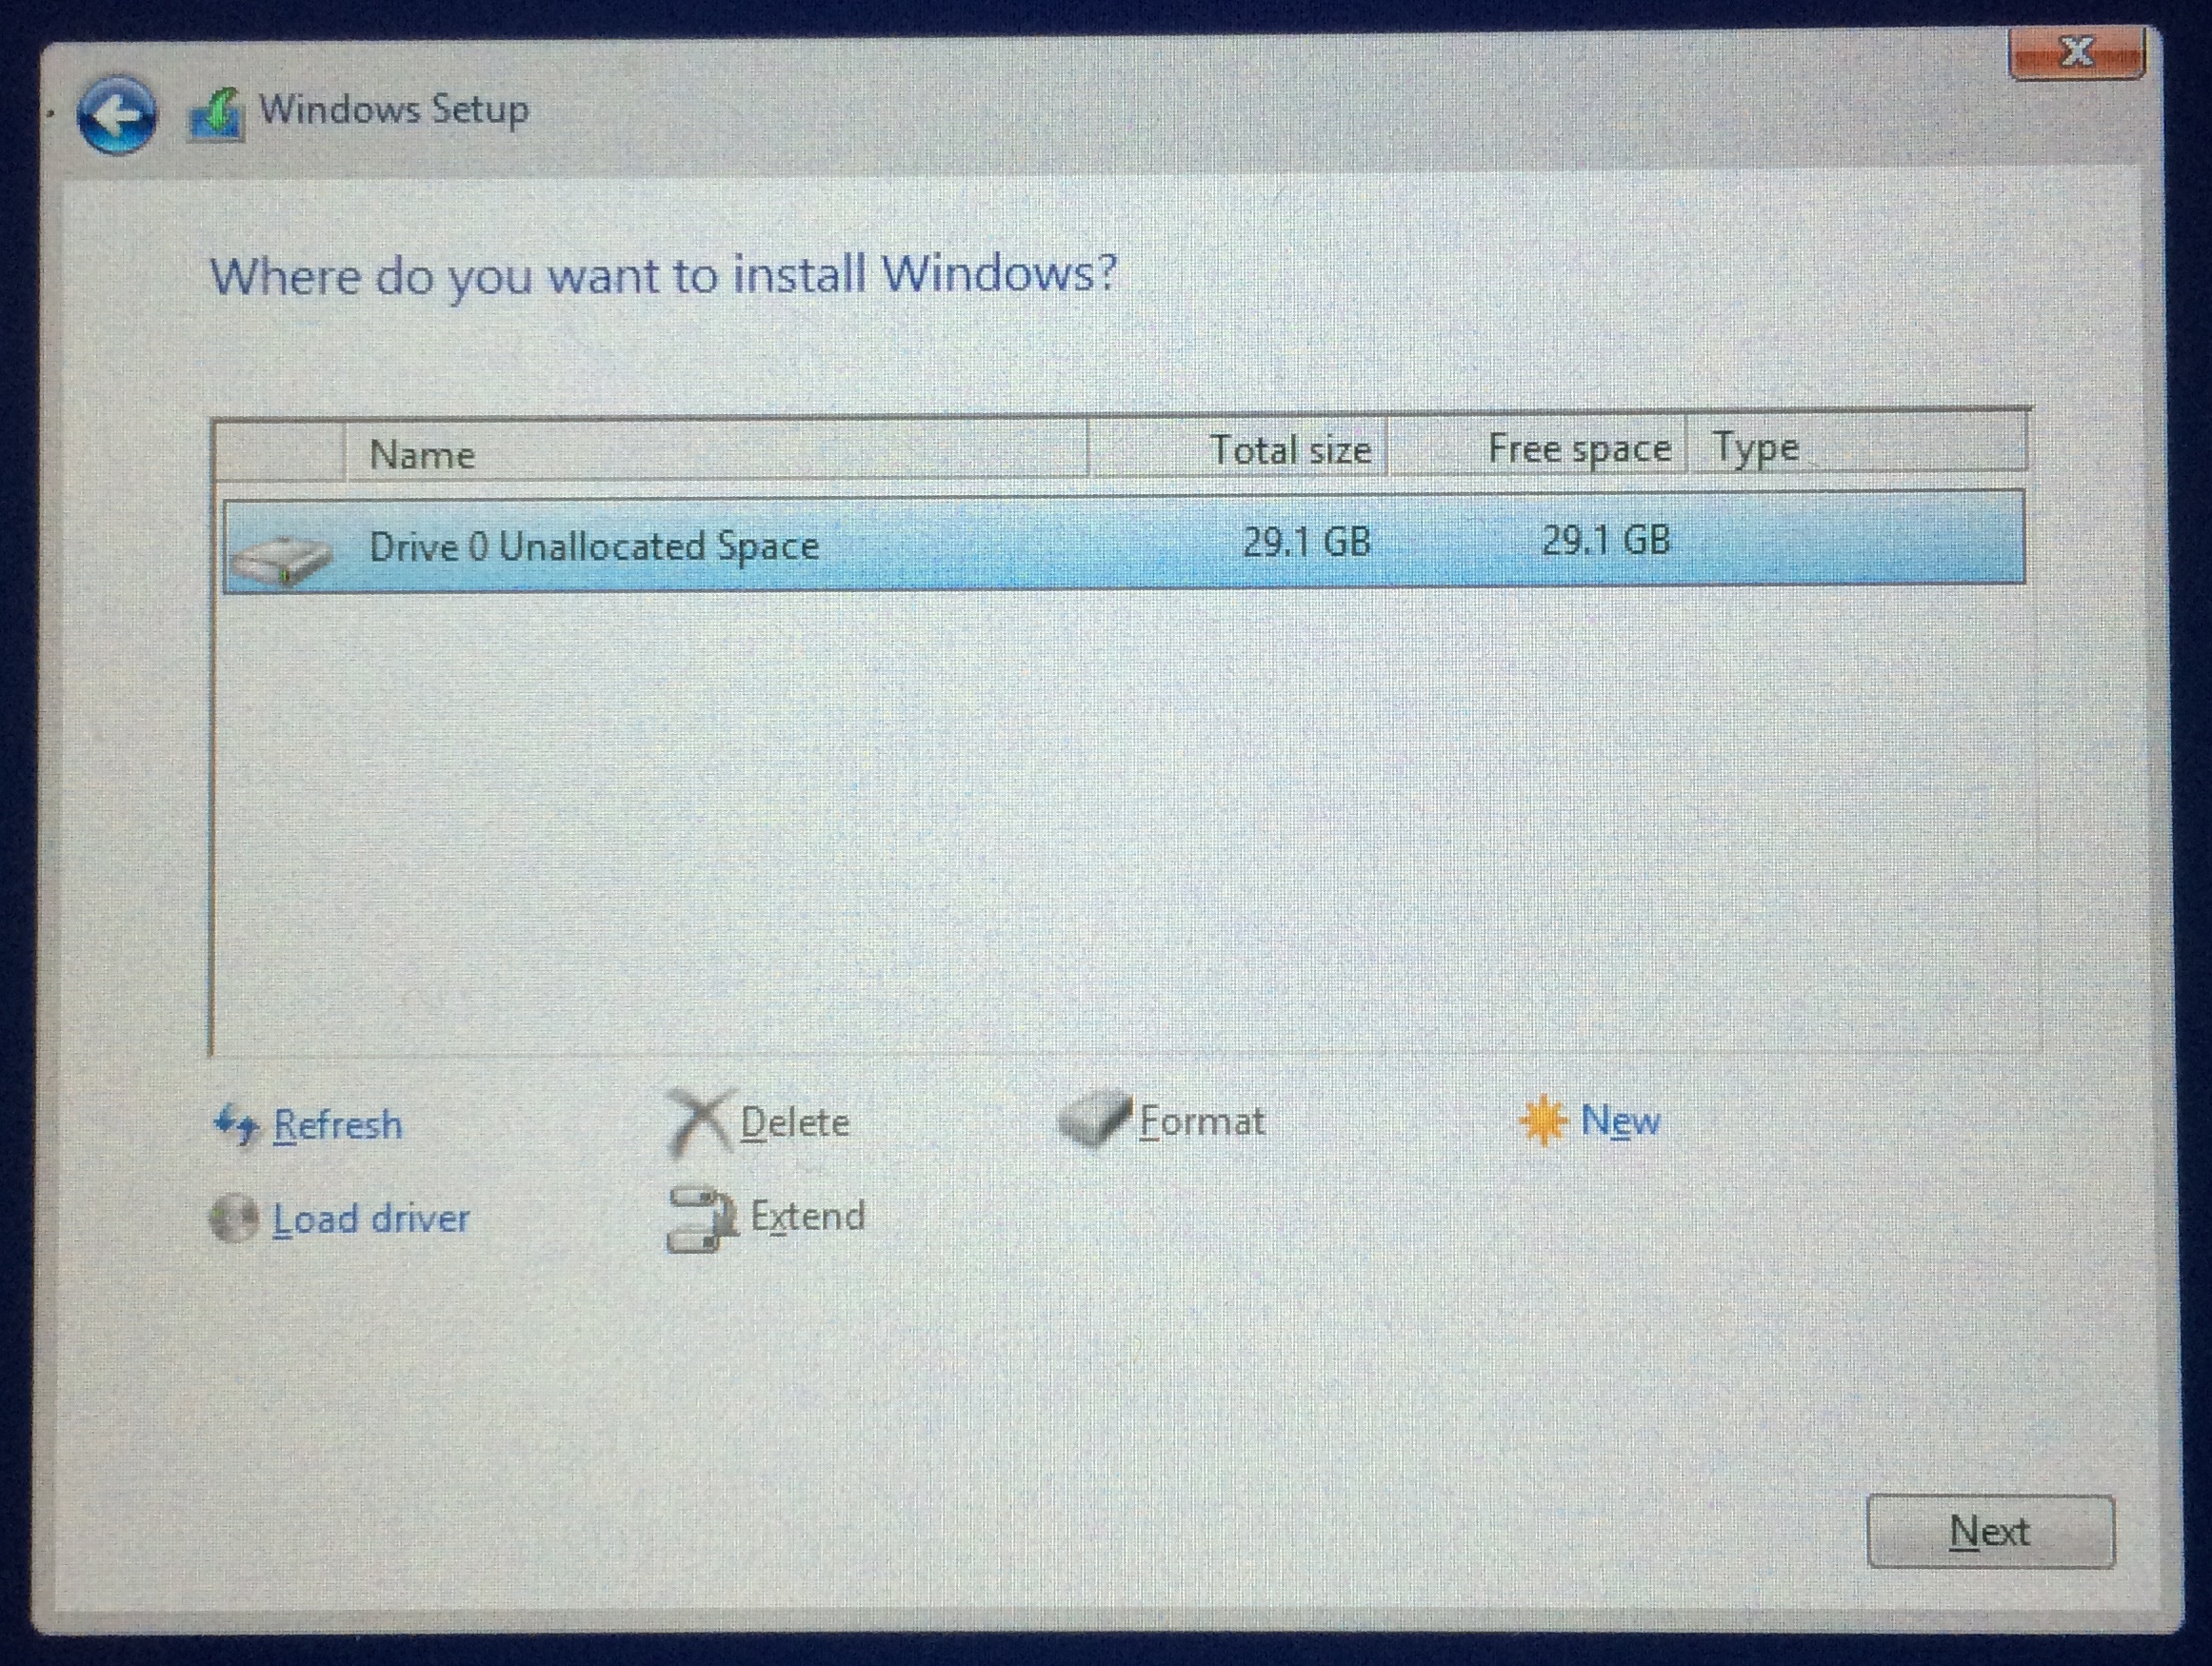 Windows Setup
Where do you want to install Windows?
Name Total size Free space Type
Drive 0 Unallocated Space 29.1 GB 29.1 GB
Refresh Delete Format New
Load driver Extend
Next